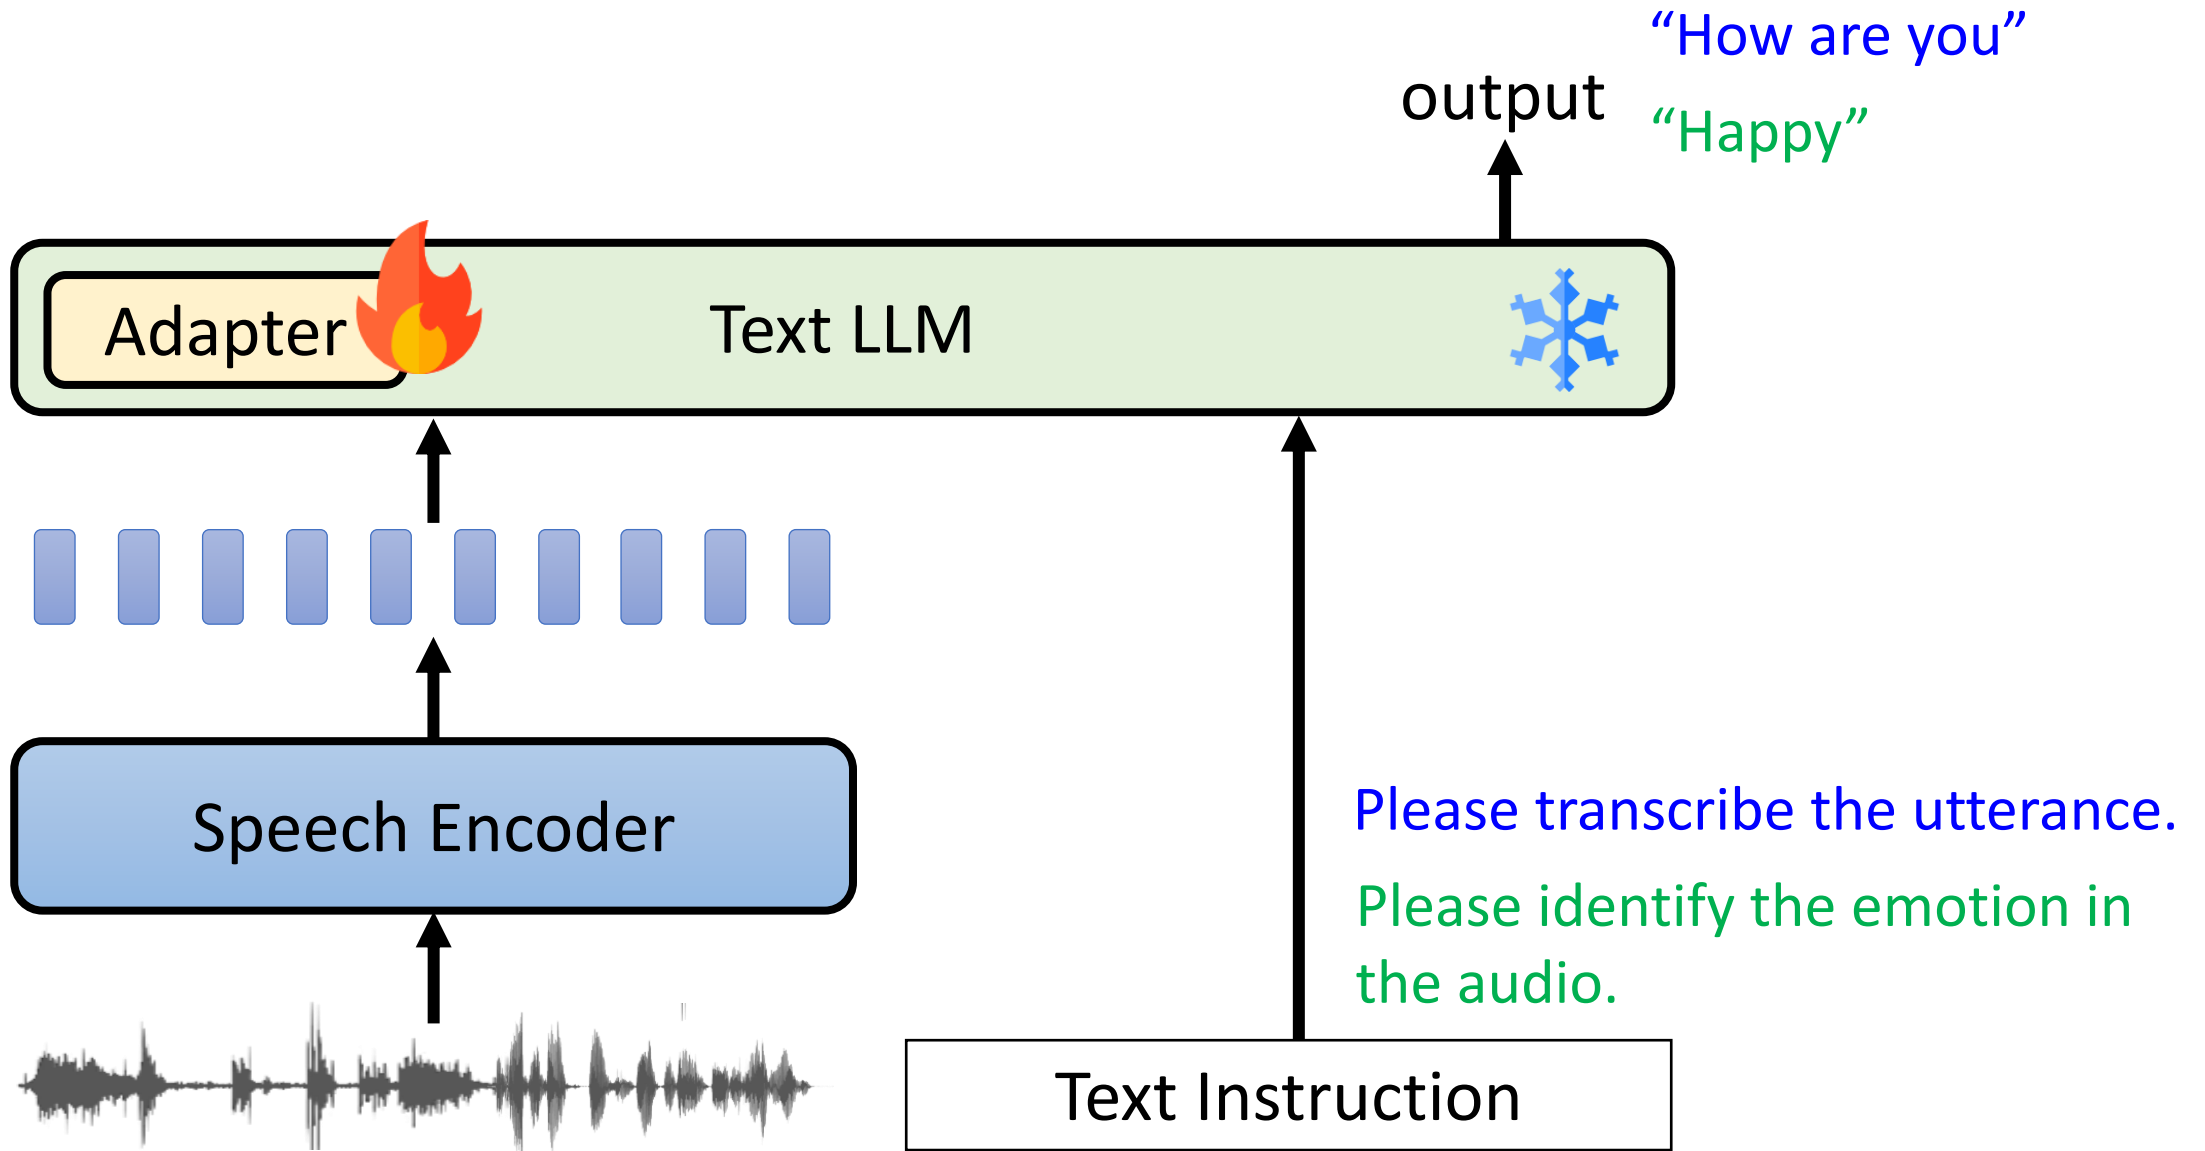 “How are you”
output
“Happy”
Adapter
Text LLM
Speech Encoder
Please transcribe the utterance.
Please identify the emotion in
the audio.
Text Instruction